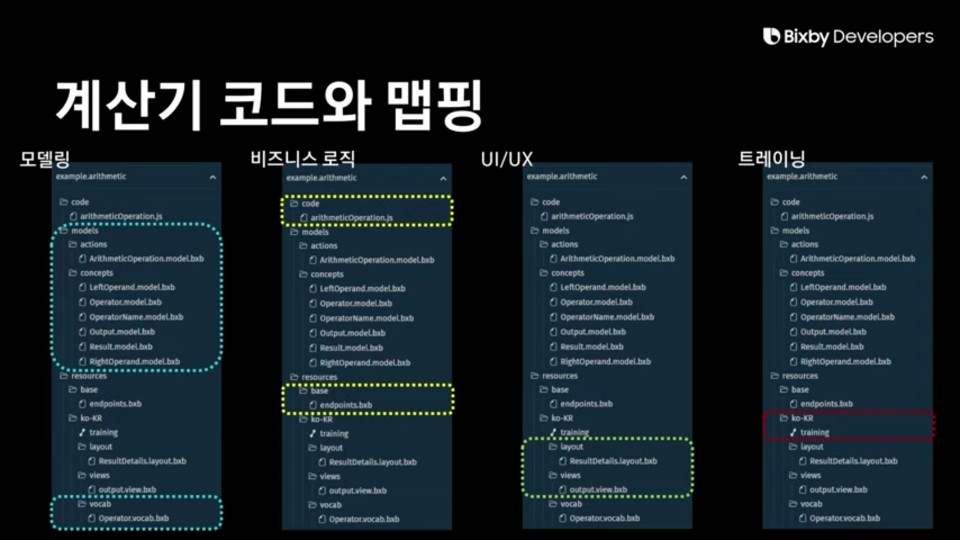 Bixby Developers
계산기 코드와 맵핑
모델링
example.arithmetic
code
arithmeticOperation.js
models
actions
ArithmeticOperation.model.bxb
concepts
LeftOperand.model.bxb
Operator.model.bxb
OperatorName.model.bxb
Output.model.bxb
Result.model.bxb
RightOperand.model.bxb
resources
base
endpoints.bxb
ko-KR
training
layout
ResultDetails.layout.bxb
views
output.view.bxb
vocab
Operator.vocab.bxb
비즈니스 로직
example.arithmetic
code
arithmeticOperation.js
models
actions
ArithmeticOperation.model.bxb
concepts
LeftOperand.model.bxb
Operator.model.bxb
OperatorName.model.bxb
Output.model.bxb
Result.model.bxb
RightOperand.model.bxb
resources
base
endpoints.bxb
ko-KR
training
layout
ResultDetails.layout.bxb
views
output.view.bxb
vocab
Operator.vocab.bxb
UI/UX
example.arithmetic
code
arithmeticOperation.js
models
actions
ArithmeticOperation.model.bxb
concepts
LeftOperand.model.bxb
Operator.model.bxb
OperatorName.model.bxb
Output.model.bxb
Result.model.bxb
RightOperand.model.bxb
resources
base
endpoints.bxb
ko-KR
training
layout
ResultDetails.layout.bxb
views
output.view.bxb
vocab
Operator.vocab.bxb
트레이닝
example.arithmetic
code
arithmeticOperation.js
models
actions
ArithmeticOperation.model.bxb
concepts
LeftOperand.model.bxb
Operator.model.bxb
OperatorName.model.bxb
Output.model.bxb
Result.model.bxb
RightOperand.model.bxb
resources
base
endpoints.bxb
ko-KR
training
layout
ResultDetails.layout.bxb
views
output.view.bxb
vocab
Operator.vocab.bxb